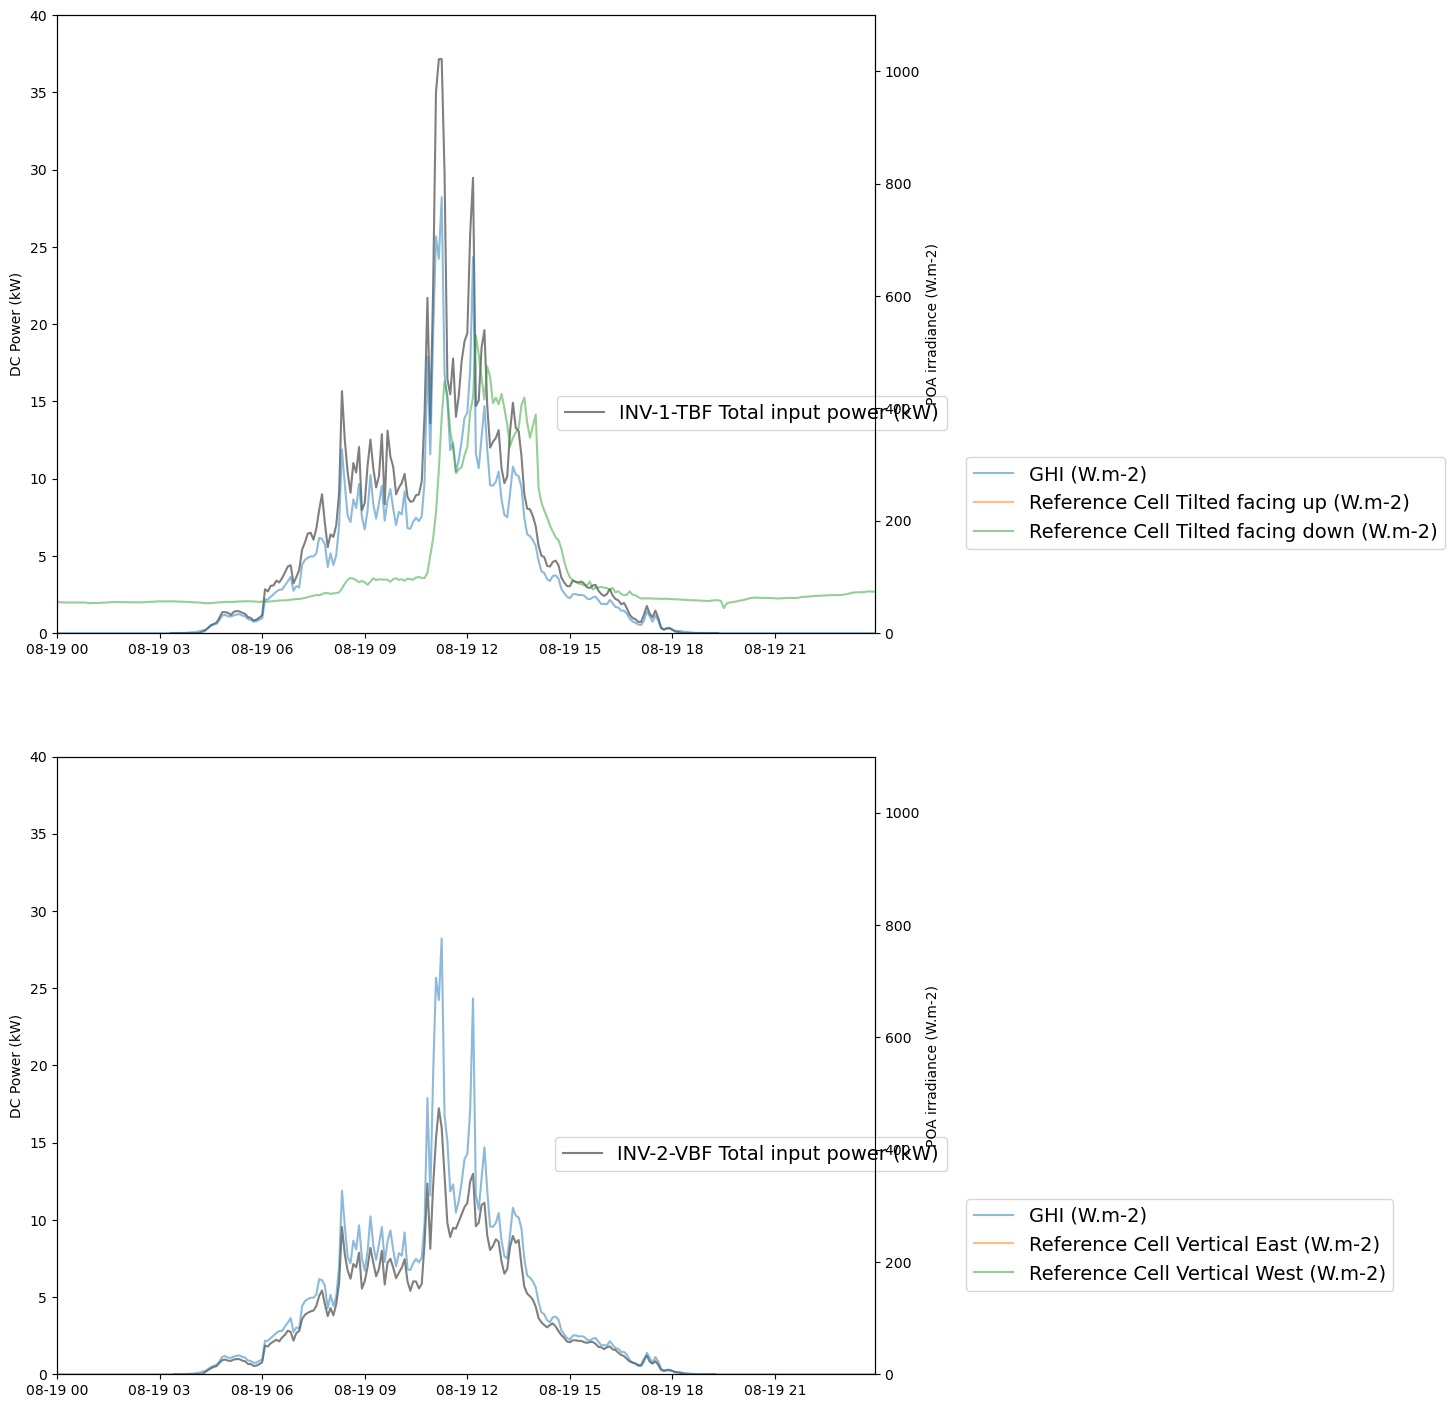 40
35
30
25
20
15
10
5
0
DC Power (kW)
1000
800
600
400
200
0
POA irradiance (W.m-2)
INV-1-TBF Total input power (kW)
GHI (W.m-2)
Reference Cell Tilted facing up (W.m-2)
Reference Cell Tilted facing down (W.m-2)
08-19 00 08-19 03 08-19 06 08-19 09 08-19 12 08-19 15 08-19 18 08-19 21
40
35
30
25
20
15
10
5
0
DC Power (kW)
1000
800
600
400
200
0
POA irradiance (W.m-2)
INV-2-VBF Total input power (kW)
GHI (W.m-2)
Reference Cell Vertical East (W.m-2)
Reference Cell Vertical West (W.m-2)
08-19 00 08-19 03 08-19 06 08-19 09 08-19 12 08-19 15 08-19 18 08-19 21